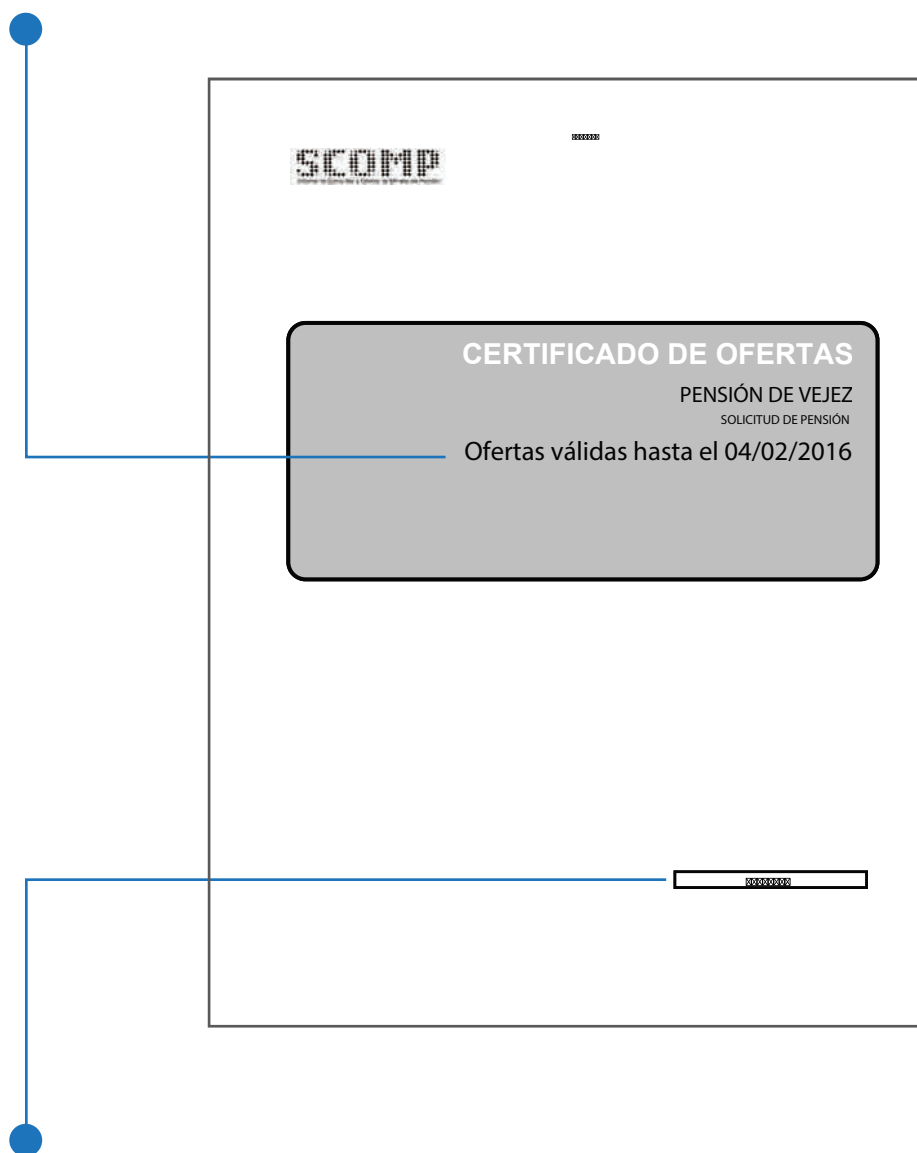 SCOMP
CERTIFICADO DE OFERTAS
PENSIÓN DE VEJEZ
SOLICITUD DE PENSIÓN
Ofertas válidas hasta el 04/02/2016